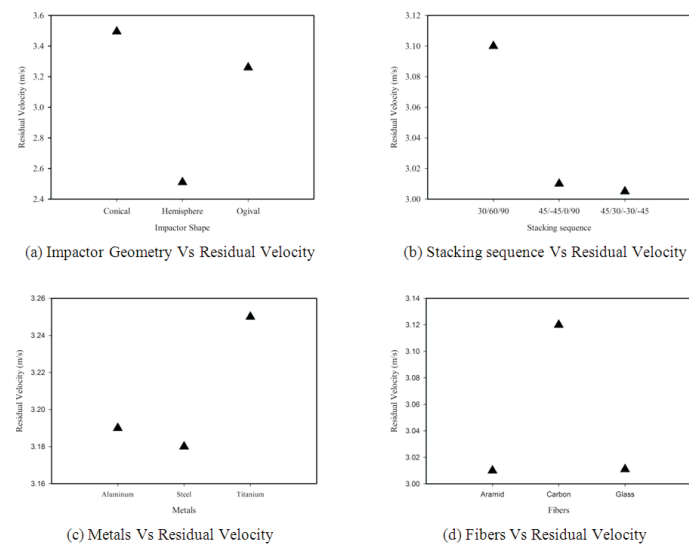 3.6
3.4
3.2
3.0
2.8
2.6
2.4
Residual Velocity (m/s)
Conical Hemisphere Ogival
Impactor Shape
(a) Impactor Geometry Vs Residual Velocity
3.12
3.10
3.08
3.06
3.04
3.02
3.00
Residual Velocity (m/s)
30/60/90 45/-45/0/90 45/30/-30/-45
Stacking sequence
(b) Stacking sequence Vs Residual Velocity
3.26
3.24
3.22
3.20
3.18
3.16
Residual Velocity (m/s)
Aluminum Steel Titanium
Metals
(c) Metals Vs Residual Velocity
3.14
3.12
3.10
3.08
3.06
3.04
3.02
3.00
Residual Velocity (m/s)
Aramid Carbon Glass
Fibers
(d) Fibers Vs Residual Velocity